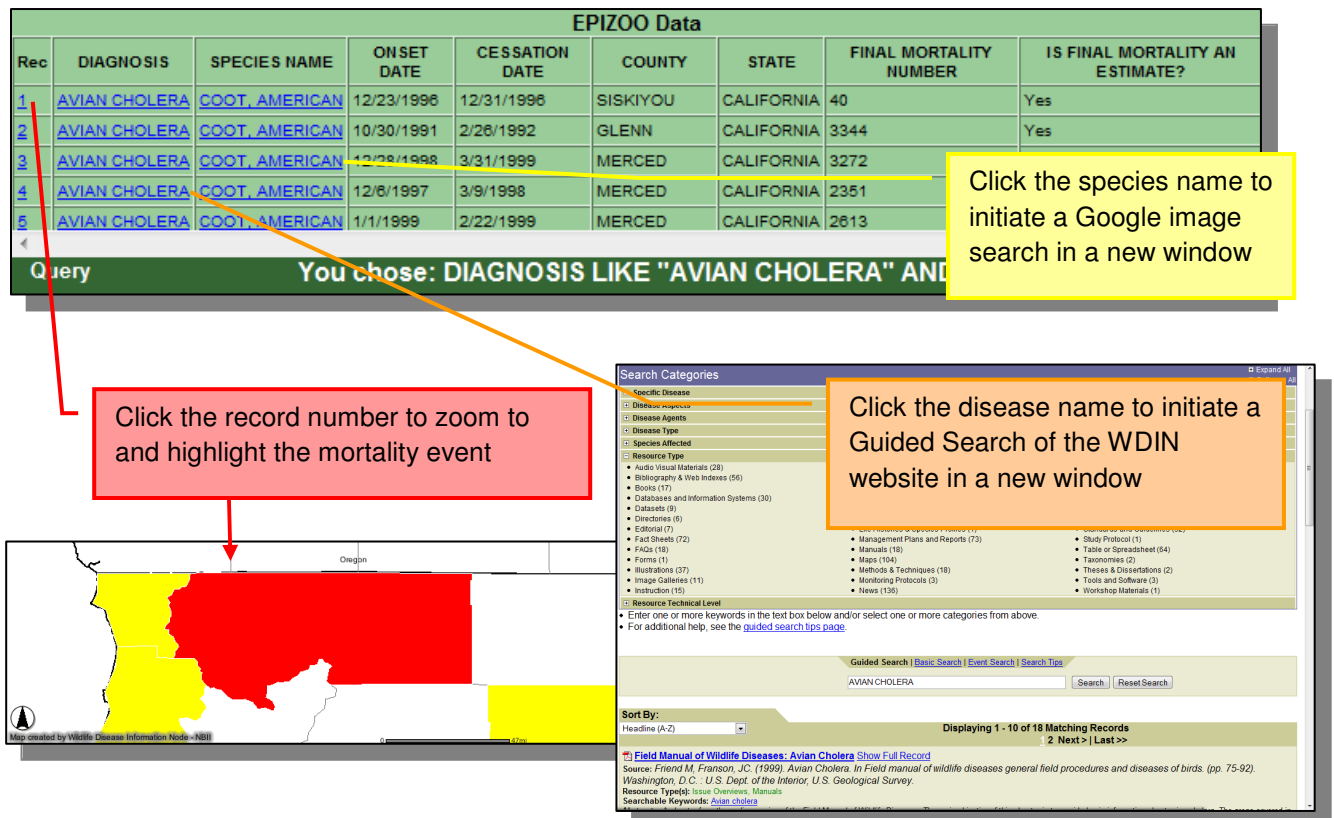 EPIZOO Data
Rec DIAGNOSIS SPECIES NAME ONSET DATE CESSATION DATE COUNTY STATE FINAL MORTALITY NUMBER IS FINAL MORTALITY AN ESTIMATE?
1 AVIAN CHOLERA COOT, AMERICAN 12/23/1996 12/31/1996 SISKIYOU CALIFORNIA 40 Yes
2 AVIAN CHOLERA COOT, AMERICAN 10/30/1991 2/26/1992 GLENN CALIFORNIA 3344 Yes
3 AVIAN CHOLERA COOT, AMERICAN 12/28/1998 3/31/1999 MERCED CALIFORNIA 3272
4 AVIAN CHOLERA COOT, AMERICAN 12/6/1997 3/9/1998 MERCED CALIFORNIA 2351
5 AVIAN CHOLERA COOT, AMERICAN 1/1/1999 2/22/1999 MERCED CALIFORNIA 2613
Query You chose: DIAGNOSIS LIKE "AVIAN CHOLERA" AND
Click the species name to
initiate a Google image
search in a new window
Click the record number to zoom to
and highlight the mortality event
Oregon
Map created by Wildlife Disease Information Node - NBII
0 47mi
Search Categories
Expand All
All
Specific Disease
Disease Aspects
Disease Agents
Disease Type
Species Affected
Resource Type
Click the disease name to initiate a
Guided Search of the WDIN
website in a new window
• Audio Visual Materials (28)
• Bibliography & Web Indexes (56)
• Books (17)
• Databases and Information Systems (30)
• Datasets (9)
• Directories (6)
• Editorial (7)
• Fact Sheets (72) • Management Plans and Reports (73) • Study Protocol (1)
• FAQs (18) • Manuals (18) • Table or Spreadsheet (64)
• Forms (1) • Maps (104) • Taxonomies (2)
• Illustrations (37) • Methods & Techniques (18) • Theses & Dissertations (2)
• Image Galleries (11) • Monitoring Protocols (3) • Tools and Software (3)
• Instruction (15) • News (136) • Workshop Materials (1)
Resource Technical Level
• Enter one or more keywords in the text box below and/or select one or more categories from above.
• For additional help, see the guided search tips page.
Guided Search | Basic Search | Event Search | Search Tips
AVIAN CHOLERA Search Reset Search
Sort By:
Headline (A-Z) Displaying 1 - 10 of 18 Matching Records
1 2 Next > | Last >>
Field Manual of Wildlife Diseases: Avian Cholera Show Full Record
Source: Friend M, Franson, JC. (1999). Avian Cholera. In Field manual of wildlife diseases general field procedures and diseases of birds. (pp. 75-92).
Washington, D.C. : U.S. Dept. of the Interior, U.S. Geological Survey.
Resource Type(s): Issue Overviews, Manuals
Searchable Keywords: Avian cholera